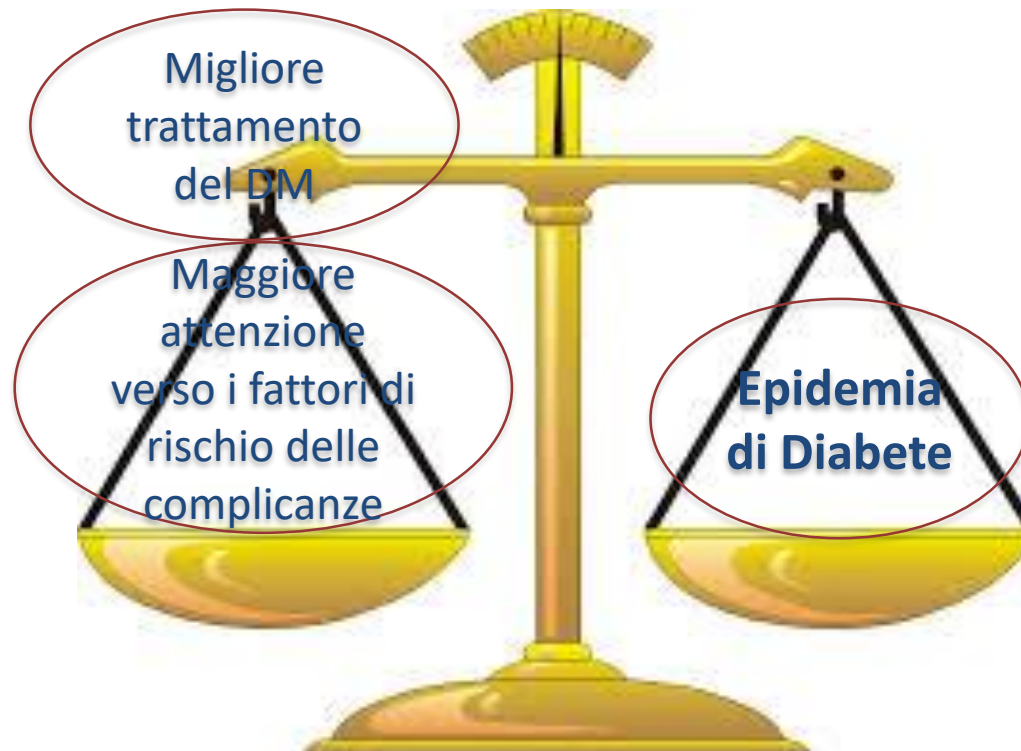 Migliore
trattamento
del DM
Maggiore
attenzione
verso i fattori di
rischio delle
complicanze
Epidemia
di Diabete